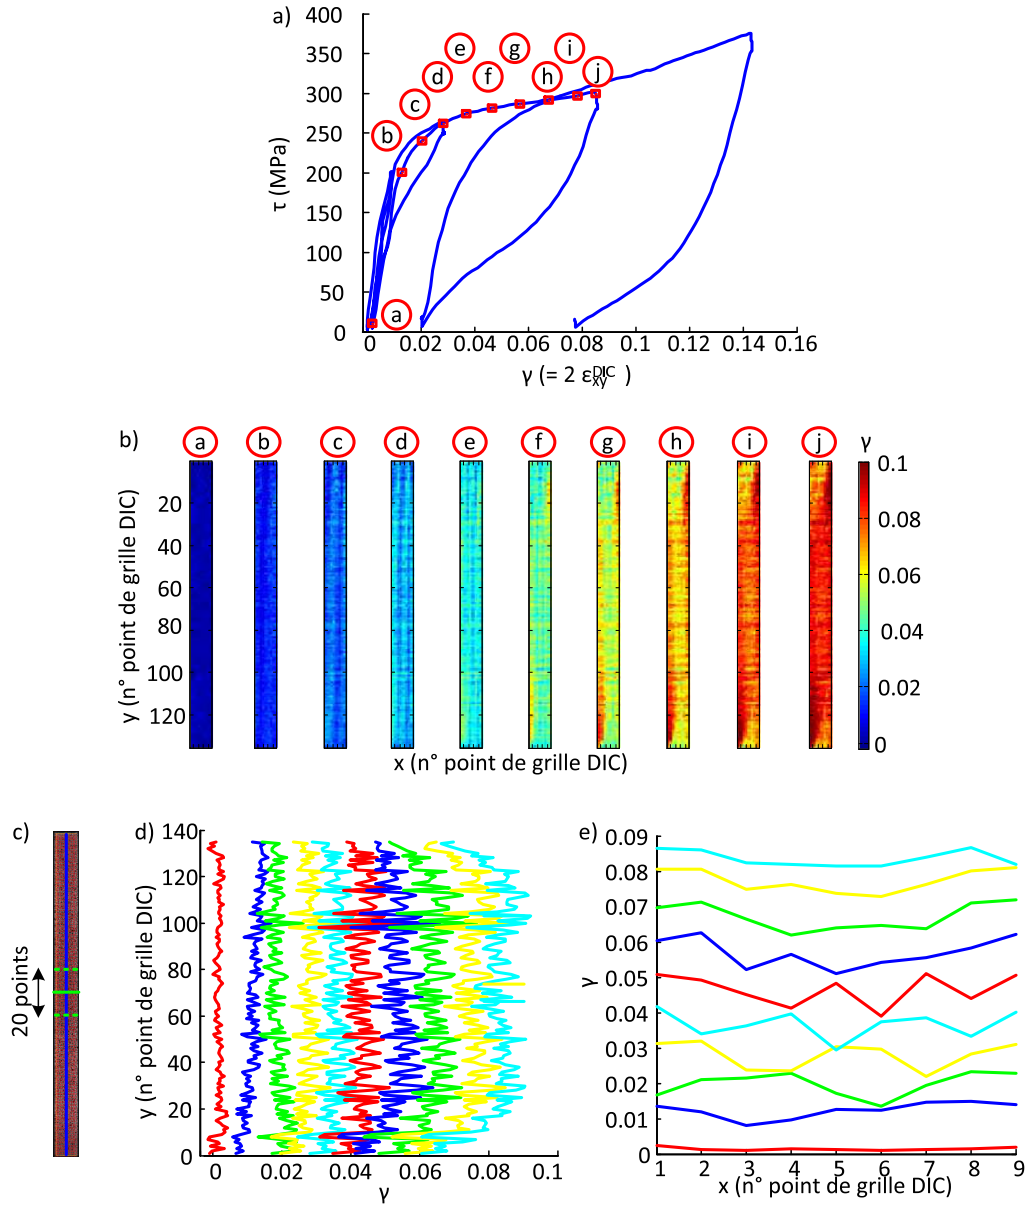 a)
400
350
300
250
200
150
100
50
0
τ (MPa)
a
b
c
d
e
f
g
h
i
j
0 0.02 0.04 0.06 0.08 0.10 0.12 0.14 0.16
γ (= 2 ε_xy^DIC )
b)
a b c d e f g h i j γ
20
40
60
80
100
120
y (n° point de grille DIC)
x (n° point de grille DIC)
0.1
0.08
0.06
0.04
0.02
0
c)
20 points
d)
140
120
100
80
60
40
20
0
y (n° point de grille DIC)
0 0.02 0.04 0.06 0.08 0.1
γ
e)
0.09
0.08
0.07
0.06
0.05
0.04
0.03
0.02
0.01
0
γ
1 2 3 4 5 6 7 8 9
x (n° point de grille DIC)